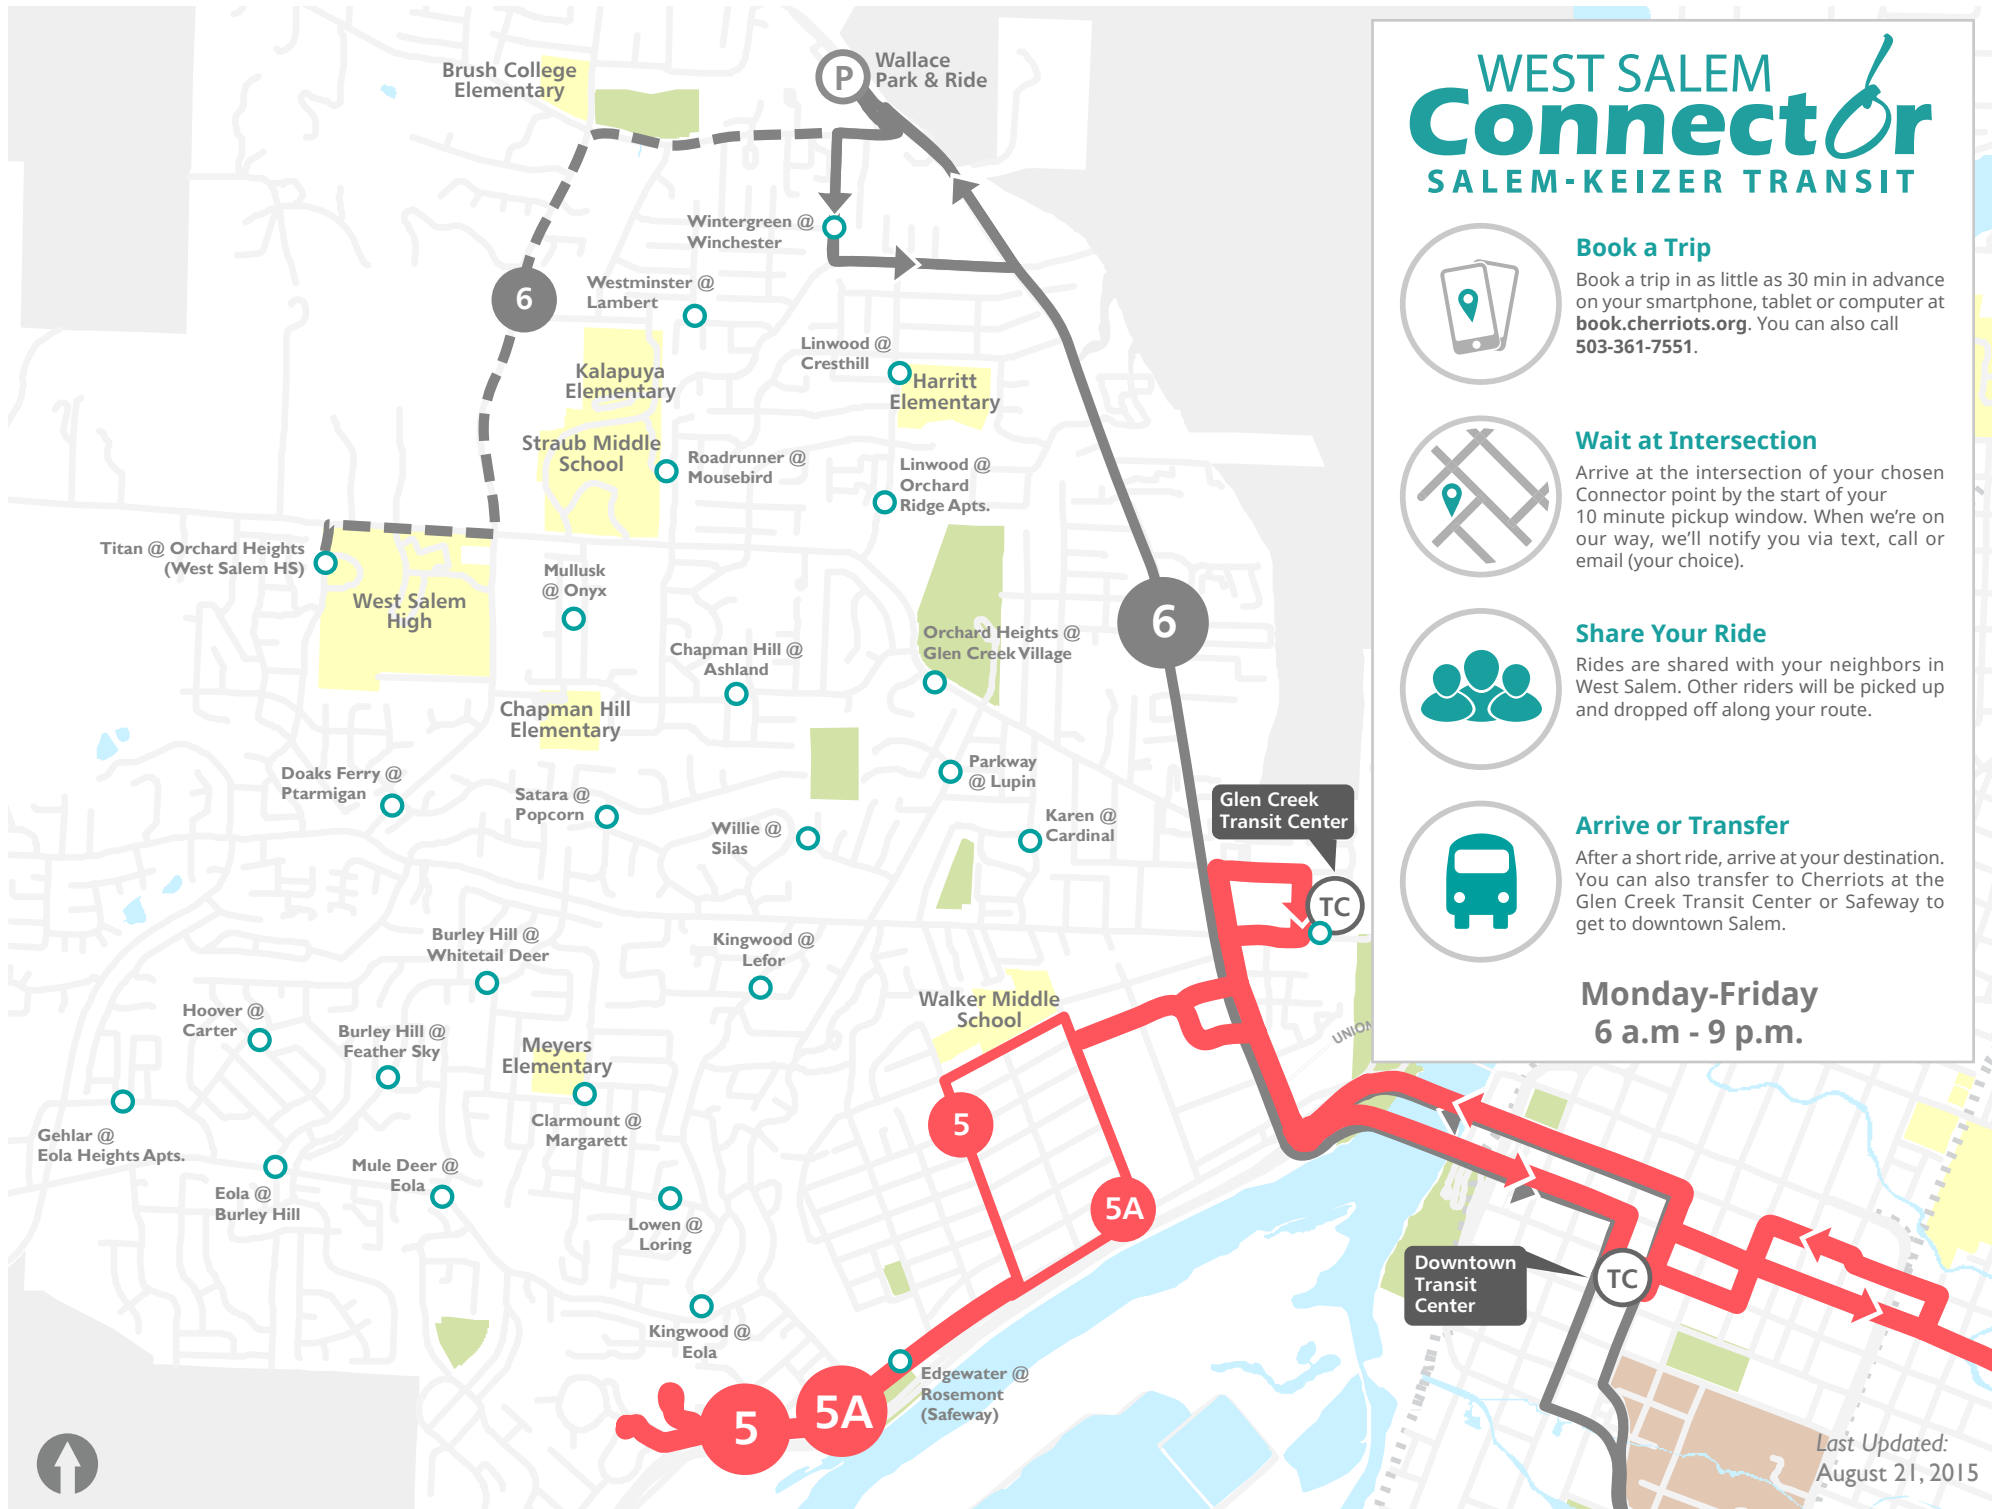 Brush College
Elementary
P
Wallace
Park & Ride
6
Wintergreen @
Winchester
Westminster @
Lambert
Kalapuya
Elementary
Linwood @
Cresthill
Harritt
Elementary
Straub Middle
School
Roadrunner @
Mousebird
Linwood @
Orchard
Ridge Apts.
Titan @ Orchard Heights
(West Salem HS)
West Salem
High
Mullusk
@ Onyx
Chapman Hill @
Ashland
Orchard Heights @
Glen Creek Village
6
Chapman Hill
Elementary
Doaks Ferry @
Ptarmigan
Satara @
Popcorn
Willie @
Silas
Parkway
@ Lupin
Karen @
Cardinal
Glen Creek
Transit Center
TC
Burley Hill @
Whitetail Deer
Kingwood @
Lefor
Walker Middle
School
Hoover @
Carter
Burley Hill @
Feather Sky
Meyers
Elementary
Clarmount @
Margarett
Gehlar @
Eola Heights Apts.
Eola @
Burley Hill
Mule Deer @
Eola
Lowen @
Loring
5
5A
Kingwood @
Eola
5
5A
Edgewater @
Rosemont
(Safeway)
Downtown
Transit
Center
TC
WEST SALEM
Connector
SALEM-KEIZER TRANSIT
Book a Trip
Book a trip in as little as 30 min in advance
on your smartphone, tablet or computer at
book.cherriots.org. You can also call
503-361-7551.
Wait at Intersection
Arrive at the intersection of your chosen
Connector point by the start of your
10 minute pickup window. When we're on
our way, we'll notify you via text, call or
email (your choice).
Share Your Ride
Rides are shared with your neighbors in
West Salem. Other riders will be picked up
and dropped off along your route.
Arrive or Transfer
After a short ride, arrive at your destination.
You can also transfer to Cherriots at the
Glen Creek Transit Center or Safeway to
get to downtown Salem.
Monday-Friday
6 a.m - 9 p.m.
Last Updated:
August 21, 2015